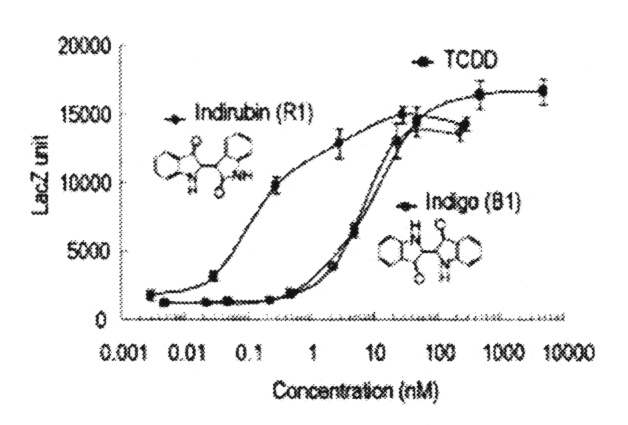 20000
TCDD
15000
Indirubin (R1)
LacZ unit
10000
Indigo (B1)
5000
0
0.001 0.01 0.1 1 10 100 1000 10000
Concentration (nM)
O
N
H
O
NH
H
N
O
O
N
H